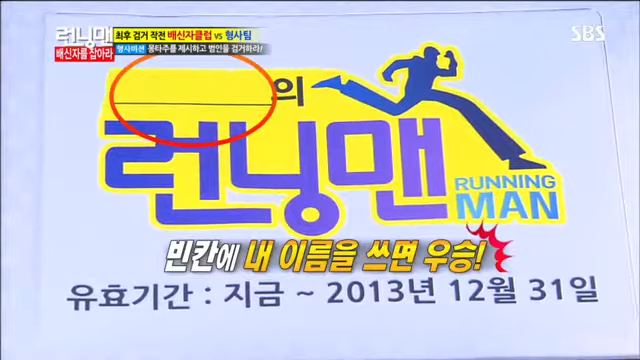 런닝맨
배신자를 잡아라
최후 검거 작전 배신자클럽 vs 형사팀
형사미션 몽타주를 제시하고 범인을 검거하라!
SBS
의
런닝맨
RUNNING
MAN
빈칸에 내 이름을 쓰면 우승!
유효기간 : 지금 ~ 2013년 12월 31일